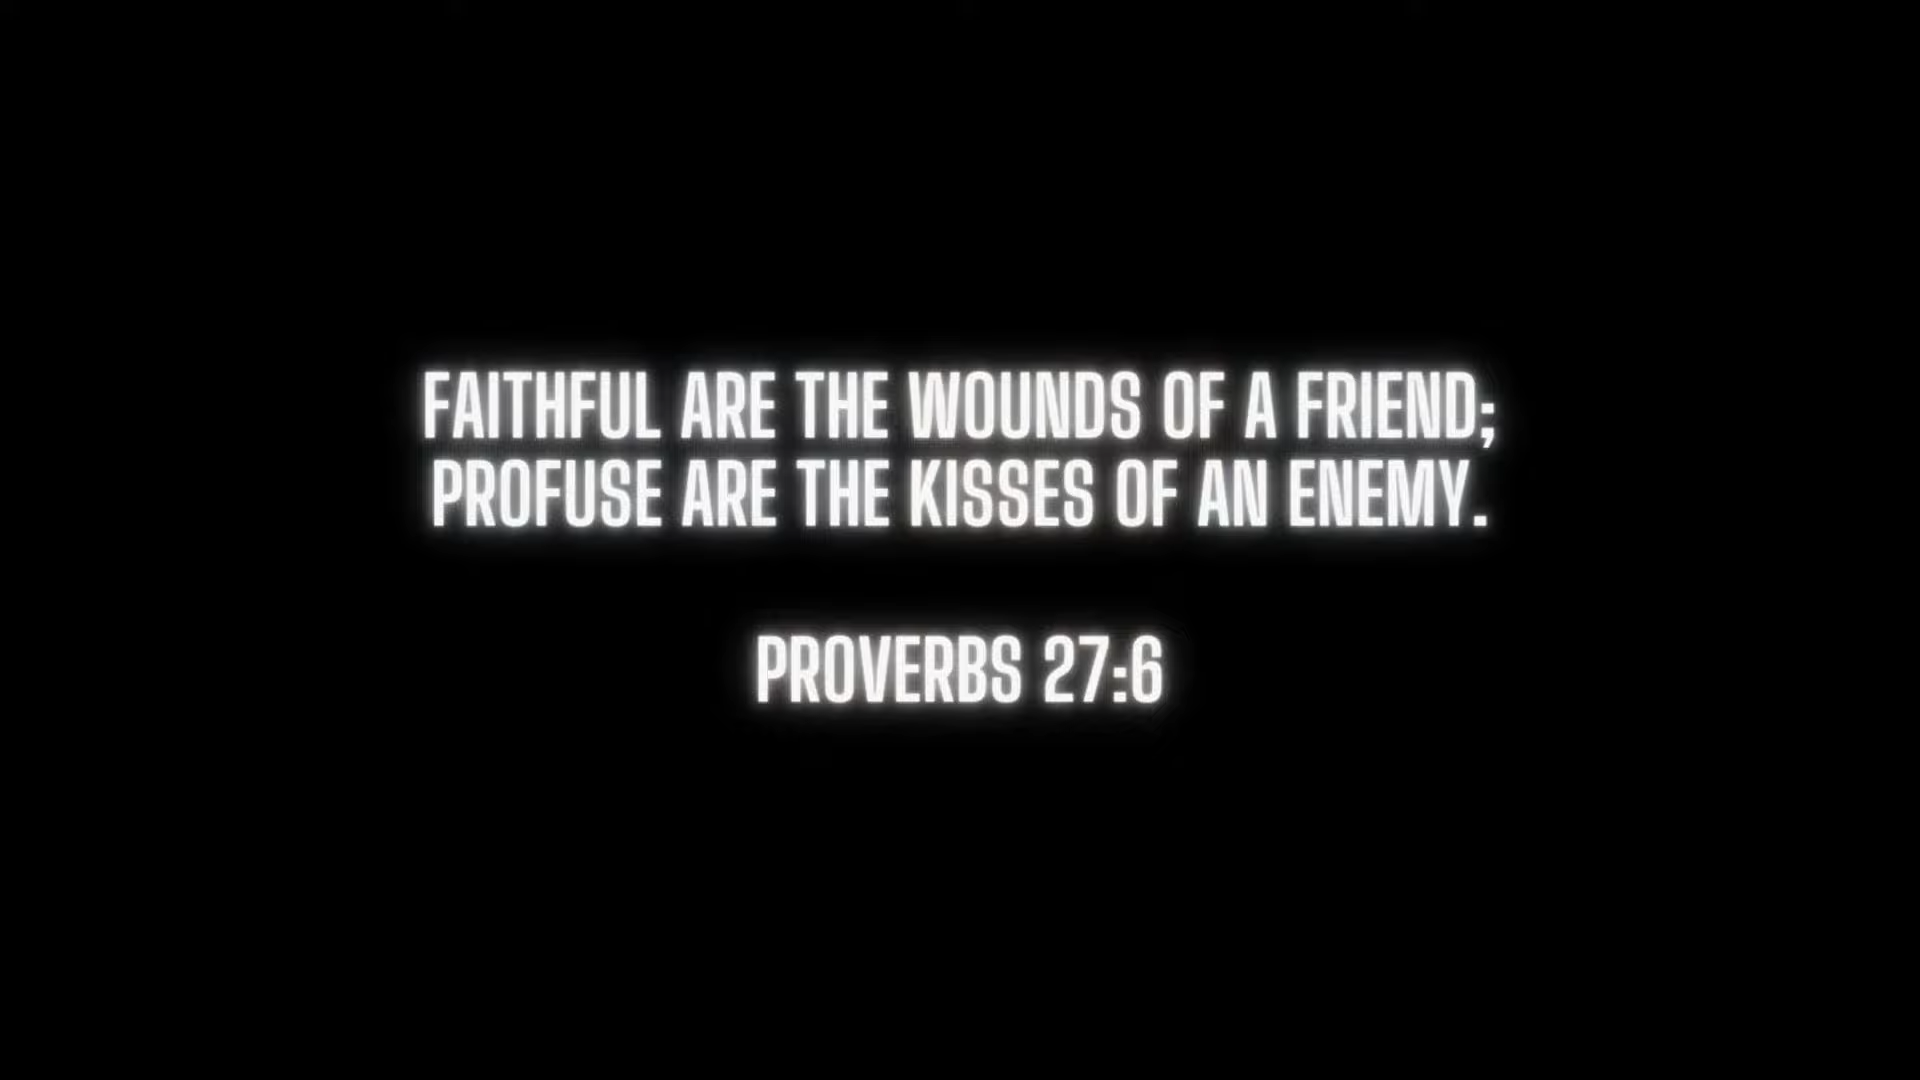 FAITHFUL ARE THE WOUNDS OF A FRIEND;
PROFUSE ARE THE KISSES OF AN ENEMY.
PROVERBS 27:6